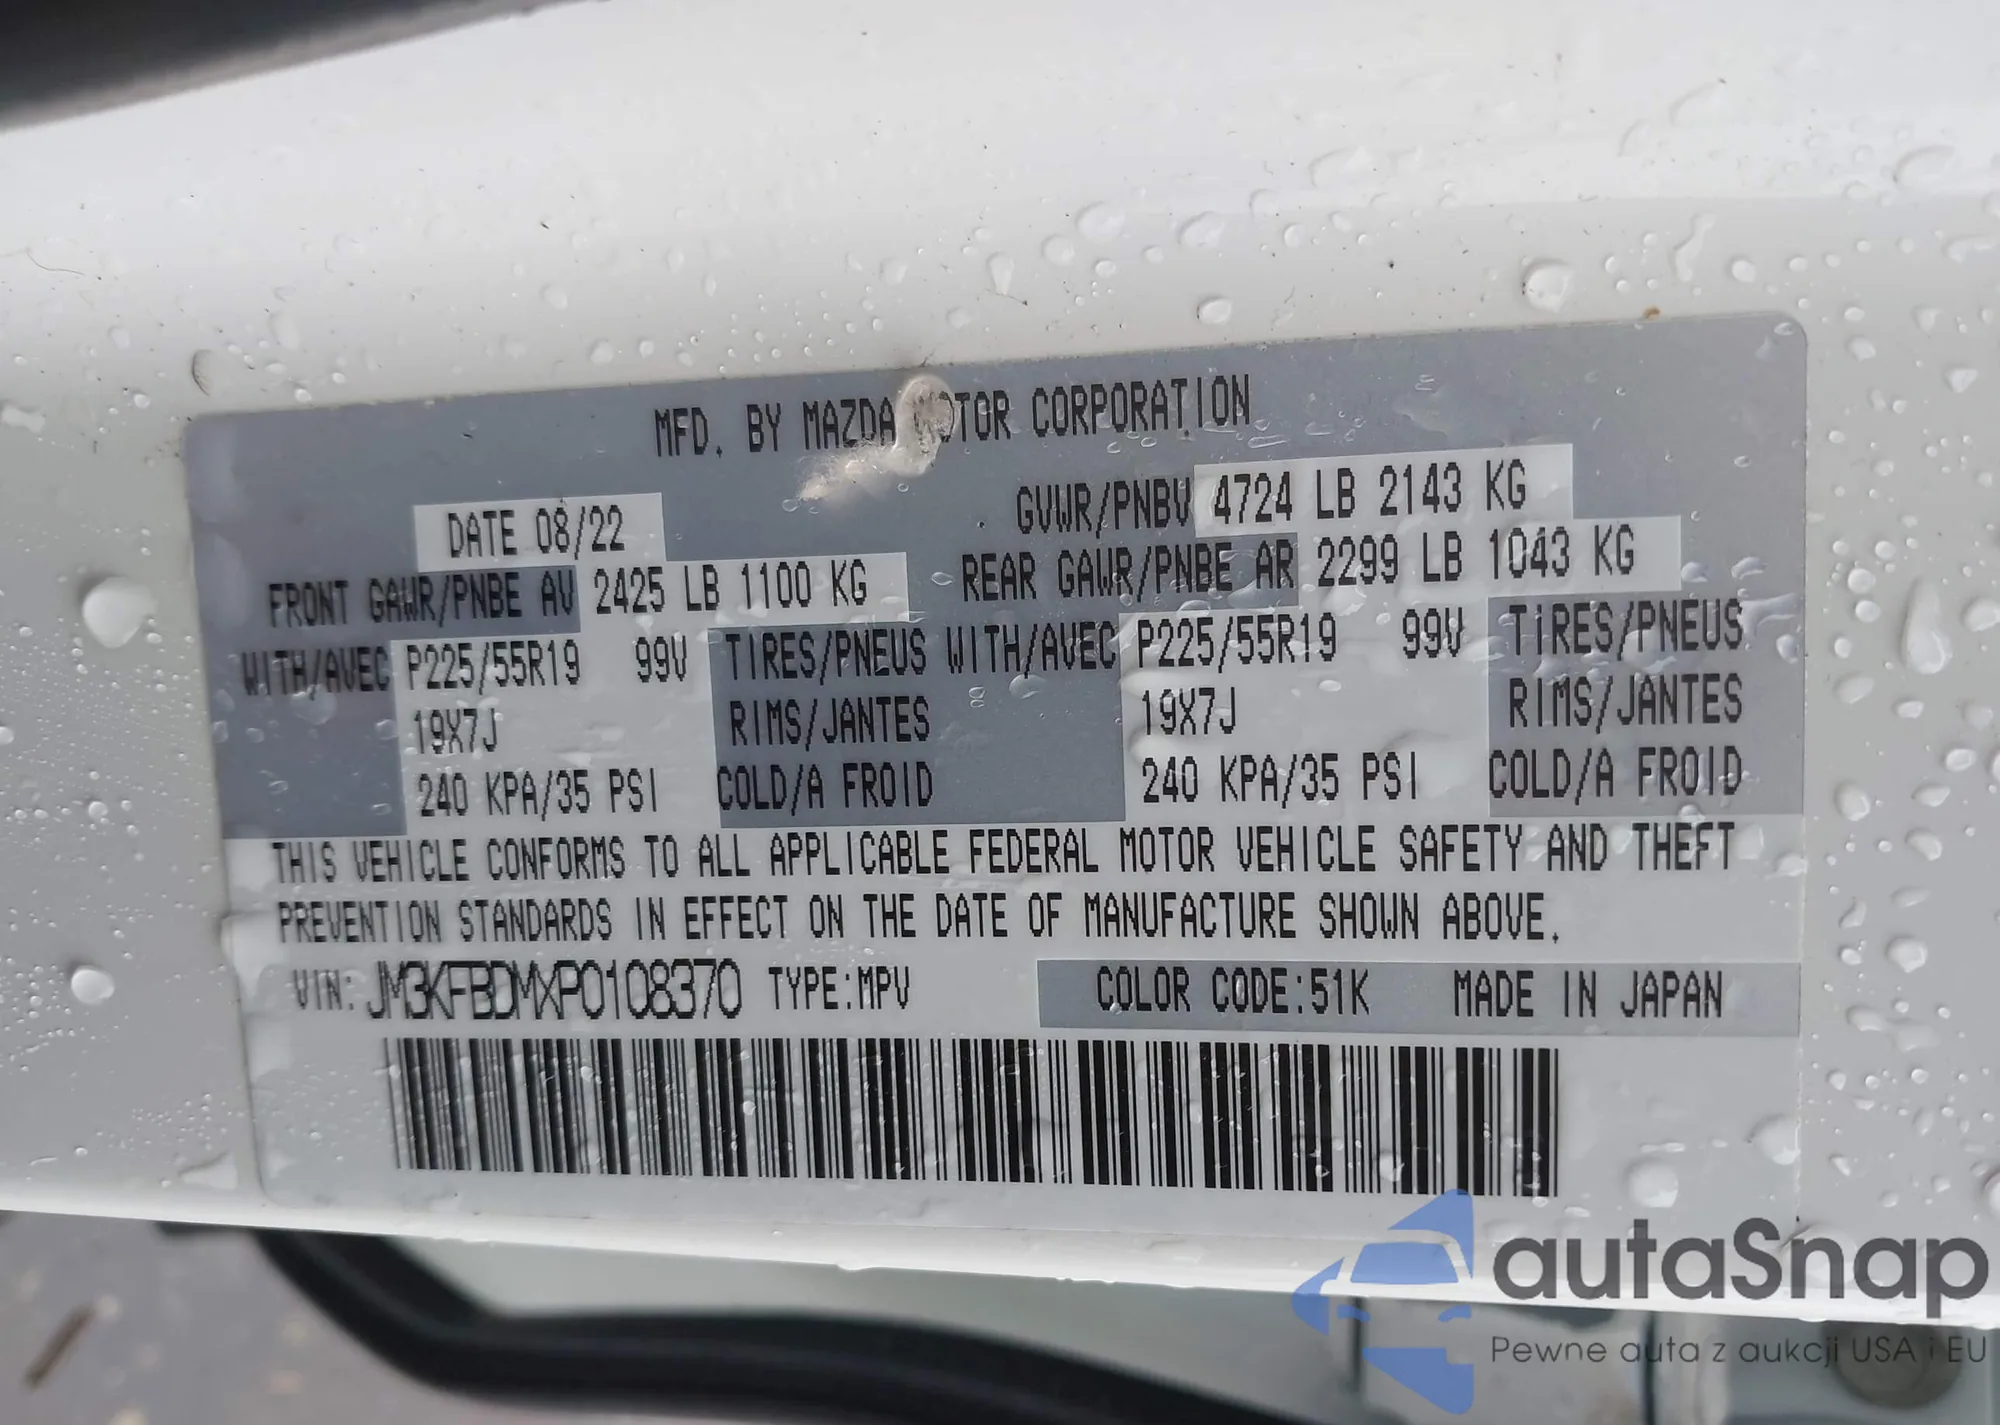 MFD. BY MAZDA MOTOR CORPORATION
DATE 08/22 GVWR/PNBV 4724 LB 2143 KG
FRONT GAWR/PNBE AV 2425 LB 1100 KG REAR GAWR/PNBE AR 2299 LB 1043 KG
WITH/AVEC P225/55R19 99V TIRES/PNEUS WITH/AVEC P225/55R19 99V TIRES/PNEUS
19X7J RIMS/JANTES 19X7J RIMS/JANTES
240 KPA/35 PSI COLD/A FROID 240 KPA/35 PSI COLD/A FROID
THIS VEHICLE CONFORMS TO ALL APPLICABLE FEDERAL MOTOR VEHICLE SAFETY AND THEFT
PREVENTION STANDARDS IN EFFECT ON THE DATE OF MANUFACTURE SHOWN ABOVE.
VIN: JM3KFBDMXP0108370 TYPE:MPV COLOR CODE:51K MADE IN JAPAN
autaSnap
Pewne auta z aukcji USA i EU